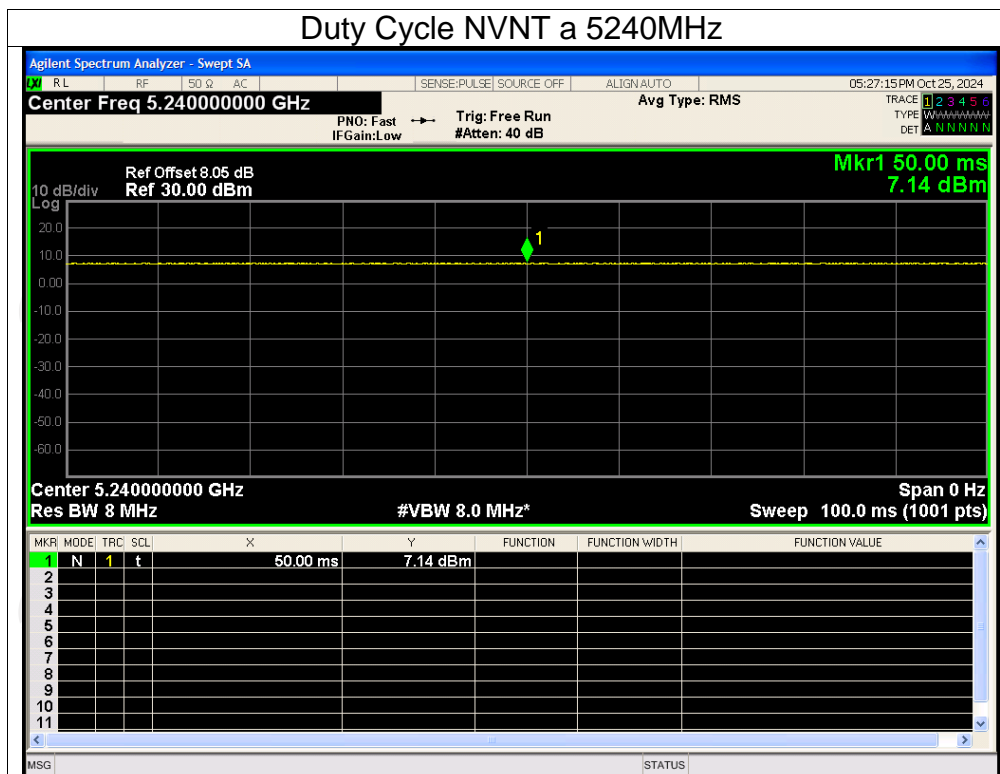 Duty Cycle NVNT a 5240MHz
Agilent Spectrum Analyzer - Swept SA
LXI RL RF 50 Ω AC SENSE:PULSE SOURCE OFF ALIGN AUTO 05:27:15 PM Oct 25, 2024
Center Freq 5.240000000 GHz
PNO: Fast
IFGain:Low
Trig: Free Run
#Atten: 40 dB
Avg Type: RMS
TRACE 1 2 3 4 5 6
TYPE WWWWWW
DET A N N N N N
Mkr1 50.00 ms
7.14 dBm
Ref Offset 8.05 dB
10 dB/div Ref 30.00 dBm
Log
1
20.0
10.0
0.00
-10.0
-20.0
-30.0
-40.0
-50.0
-60.0
Center 5.240000000 GHz Span 0 Hz
Res BW 8 MHz #VBW 8.0 MHz* Sweep 100.0 ms (1001 pts)
MKR MODE TRC SCL X Y FUNCTION FUNCTION WIDTH FUNCTION VALUE
1 N 1 t 50.00 ms 7.14 dBm
2
3
4
5
6
7
8
9
10
11
MSG STATUS